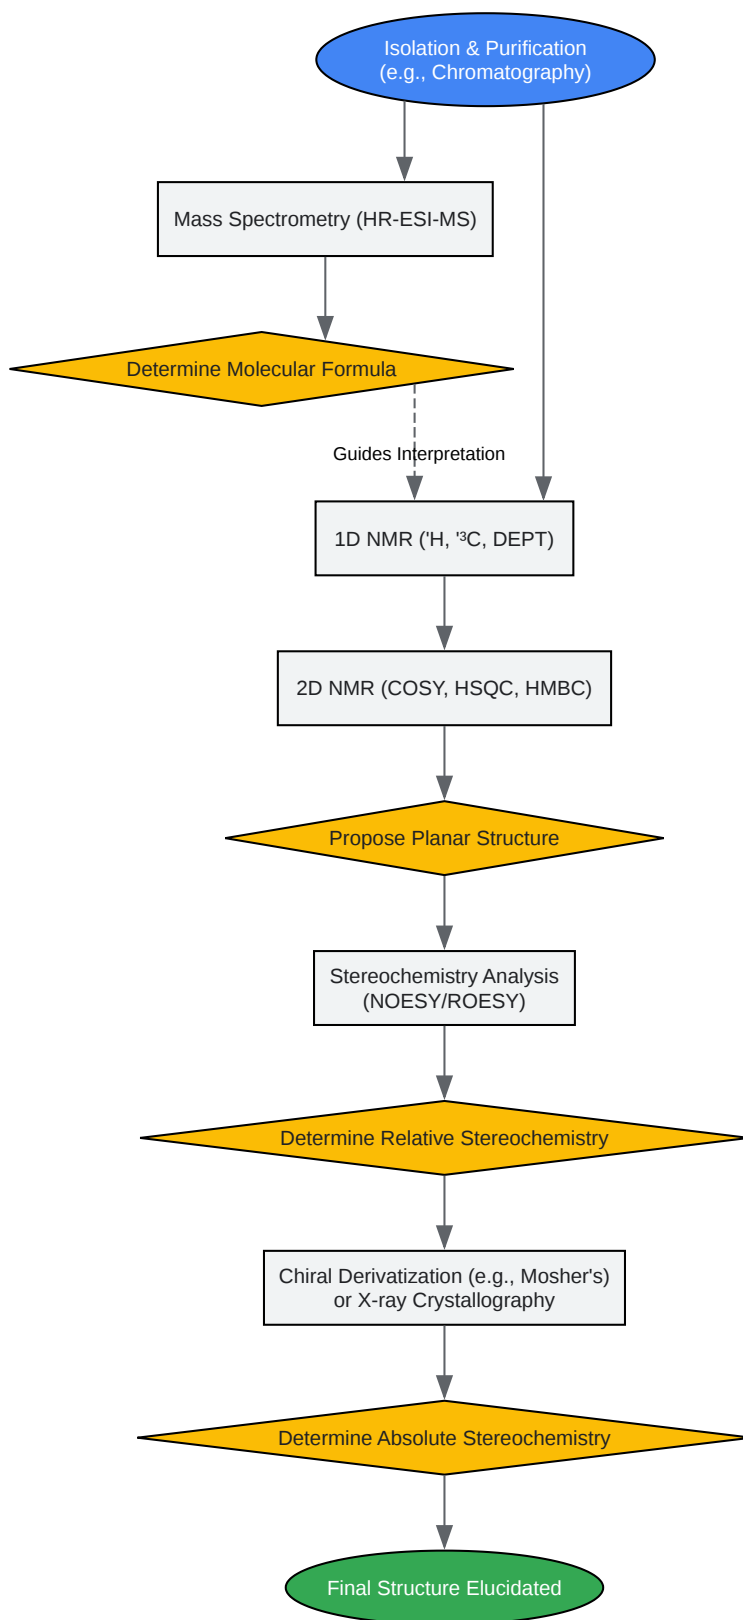 Isolation & Purification
(e.g., Chromatography)
Mass Spectrometry (HR-ESI-MS)
Determine Molecular Formula
Guides Interpretation
1D NMR ('H, '³C, DEPT)
2D NMR (COSY, HSQC, HMBC)
Propose Planar Structure
Stereochemistry Analysis
(NOESY/ROESY)
Determine Relative Stereochemistry
Chiral Derivatization (e.g., Mosher's)
or X-ray Crystallography
Determine Absolute Stereochemistry
Final Structure Elucidated